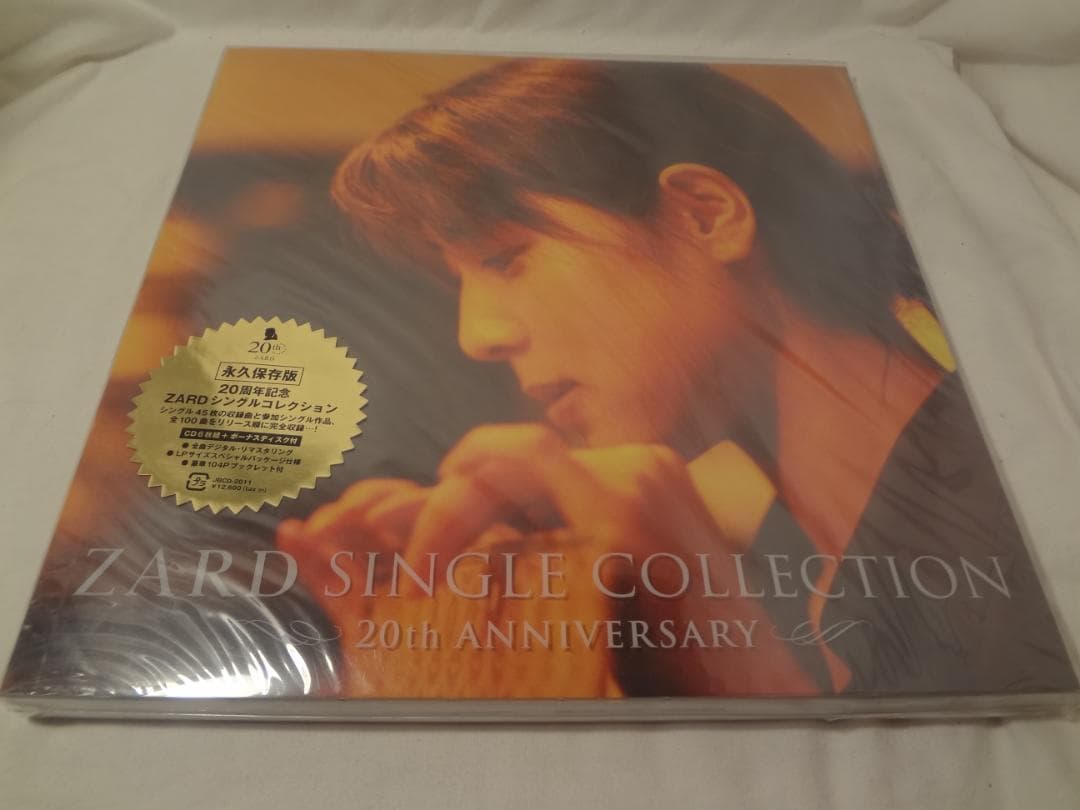 20th
ZARD
永久保存版
20周年記念
ZARDシングルコレクション
シングル45枚の収録曲と参加シングル作品、
全100曲をリリース順に完全収録…!
CD6枚組+ボーナスディスク付
●全曲デジタル・リマスタリング
●LPサイズスペシャルパッケージ仕様
●豪華104Pブックレット付
プラ
JBCD-2011
¥12,600(tax in)
ZARD SINGLE COLLECTION
20th ANNIVERSARY